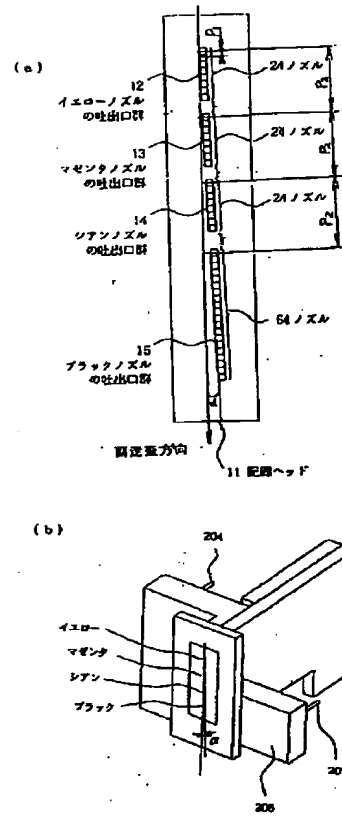 (a)
P
12
24ノズル
イエローノズル
の吐出口群
P2
13
24ノズル
マゼンタノズル
の吐出口群
P2
14
24ノズル
シアンノズル
の吐出口群
P2
64ノズル
15
ブラックノズル
の吐出口群
副走査方向
11 記録ヘッド
(b)
204
イエロー
マゼンタ
シアン
ブラック
α
206